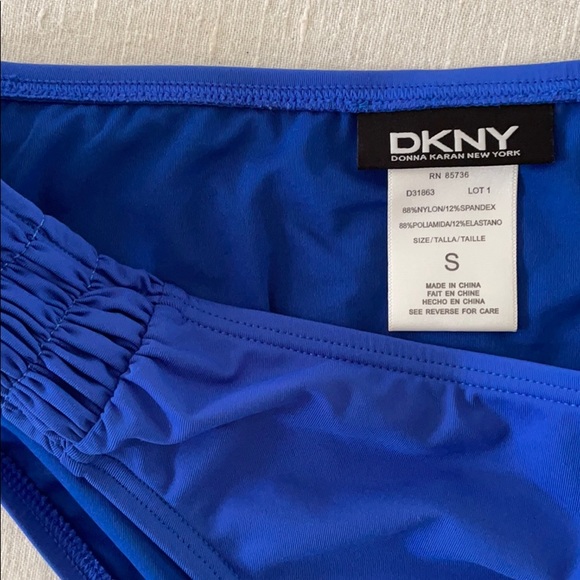 DKNY
DONNA KARAN NEW YORK
RN 85736
D31863 LOT 1
88%NYLON/12%SPANDEX
88%POLIAMIDA/12%ELASTANO
SIZE/TALLA/TAILLE
S
MADE IN CHINA
FAIT EN CHINE
HECHO EN CHINA
SEE REVERSE FOR CARE